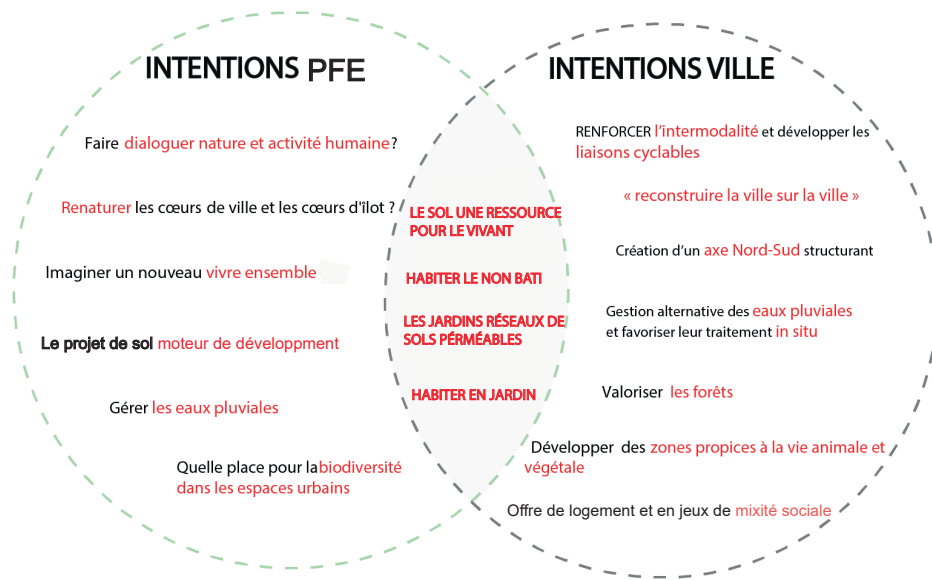 INTENTIONS PFE
Faire dialoguer nature et activité humaine?
Renaturer les cœurs de ville et les cœurs d'îlot ?
Imaginer un nouveau vivre ensemble
Le projet de sol moteur de développment
Gérer les eaux pluviales
Quelle place pour labiodiversité
dans les espaces urbains
LE SOL UNE RESSOURCE
POUR LE VIVANT
HABITER LE NON BATI
LES JARDINS RÉSEAUX DE
SOLS PÉRMÉABLES
HABITER EN JARDIN
INTENTIONS VILLE
RENFORCER l'intermodalité et développer les
liaisons cyclables
« reconstruire la ville sur la ville »
Création d'un axe Nord-Sud structurant
Gestion alternative des eaux pluviales
et favoriser leur traitement in situ
Valoriser les forêts
Développer des zones propices à la vie animale et
végétale
Offre de logement et en jeux de mixité sociale